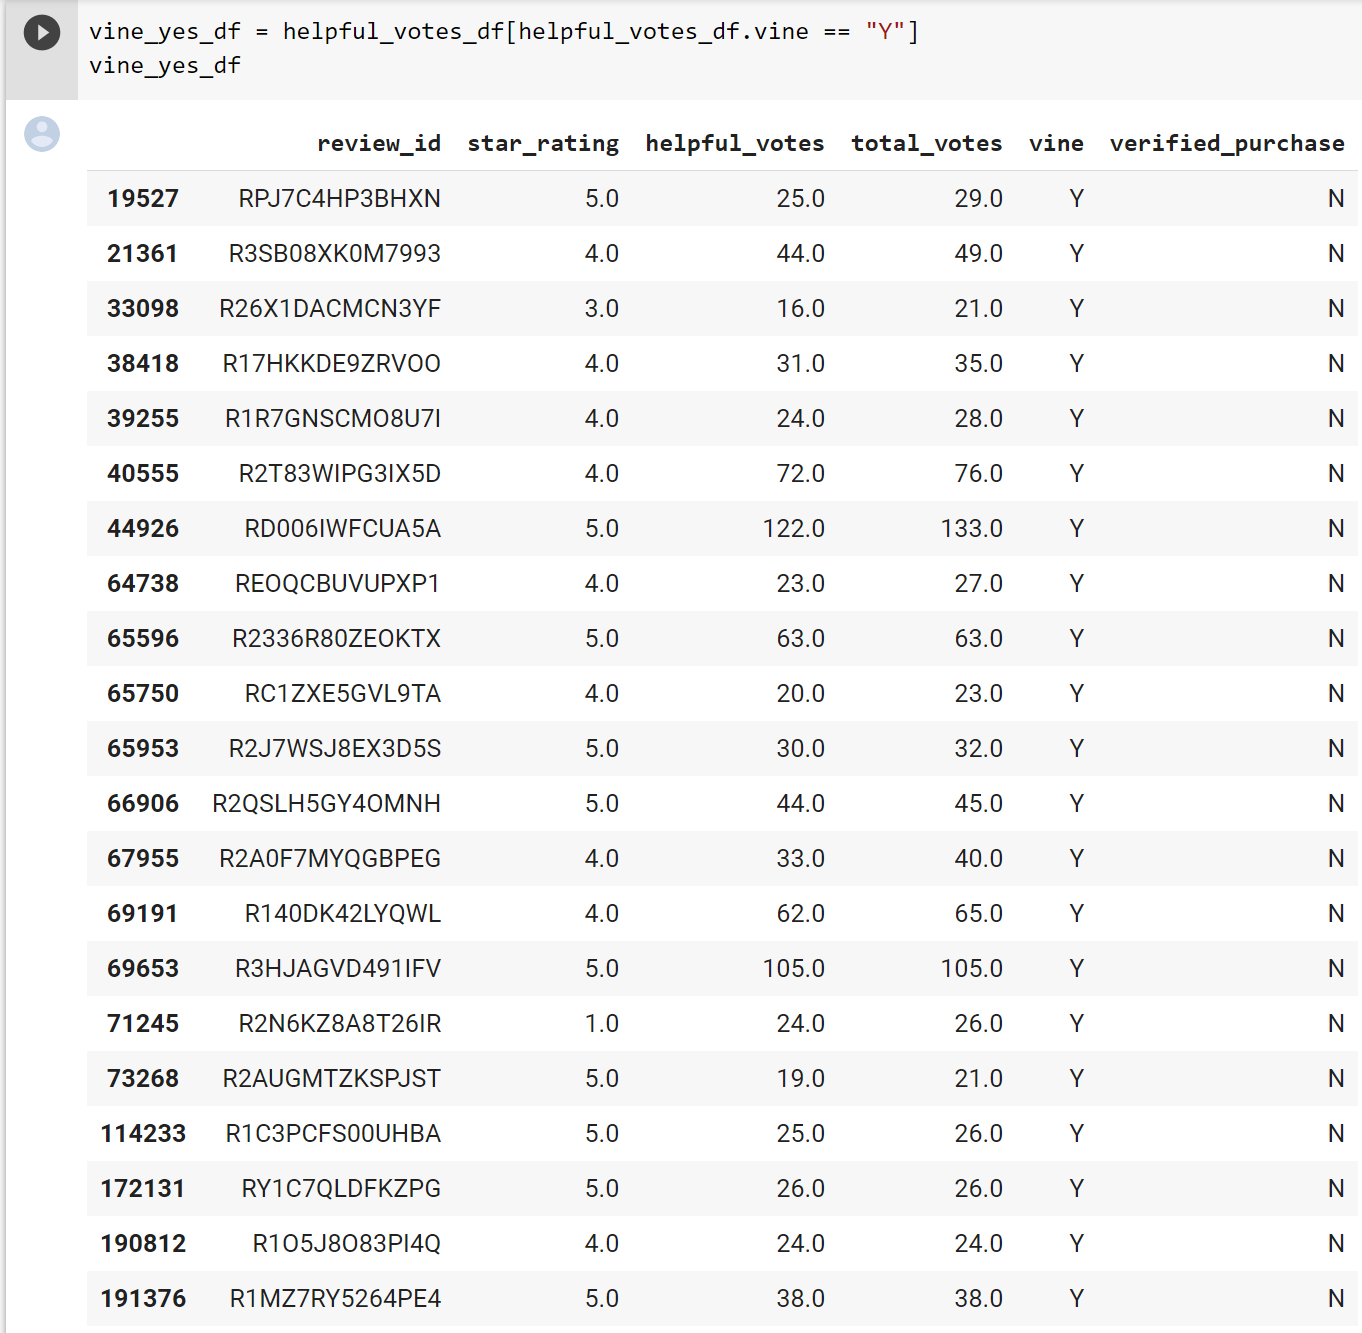 vine_yes_df = helpful_votes_df[helpful_votes_df.vine == "Y"]
vine_yes_df
review_id star_rating helpful_votes total_votes vine verified_purchase
19527 RPJ7C4HP3BHXN 5.0 25.0 29.0 Y N
21361 R3SB08XK0M7993 4.0 44.0 49.0 Y N
33098 R26X1DACMCN3YF 3.0 16.0 21.0 Y N
38418 R17HKKDE9ZRVOO 4.0 31.0 35.0 Y N
39255 R1R7GNSCMO8U7I 4.0 24.0 28.0 Y N
40555 R2T83WIPG3IX5D 4.0 72.0 76.0 Y N
44926 RD006IWFCUA5A 5.0 122.0 133.0 Y N
64738 REOQCBUVUPXP1 4.0 23.0 27.0 Y N
65596 R2336R80ZEOKTX 5.0 63.0 63.0 Y N
65750 RC1ZXE5GVL9TA 4.0 20.0 23.0 Y N
65953 R2J7WSJ8EX3D5S 5.0 30.0 32.0 Y N
66906 R2QSLH5GY4OMNH 5.0 44.0 45.0 Y N
67955 R2A0F7MYQGBPEG 4.0 33.0 40.0 Y N
69191 R140DK42LYQWL 4.0 62.0 65.0 Y N
69653 R3HJAGVD491IFV 5.0 105.0 105.0 Y N
71245 R2N6KZ8A8T26IR 1.0 24.0 26.0 Y N
73268 R2AUGMTZKSPJST 5.0 19.0 21.0 Y N
114233 R1C3PCFS00UHBA 5.0 25.0 26.0 Y N
172131 RY1C7QLDFKZPG 5.0 26.0 26.0 Y N
190812 R1O5J8O83PI4Q 4.0 24.0 24.0 Y N
191376 R1MZ7RY5264PE4 5.0 38.0 38.0 Y N